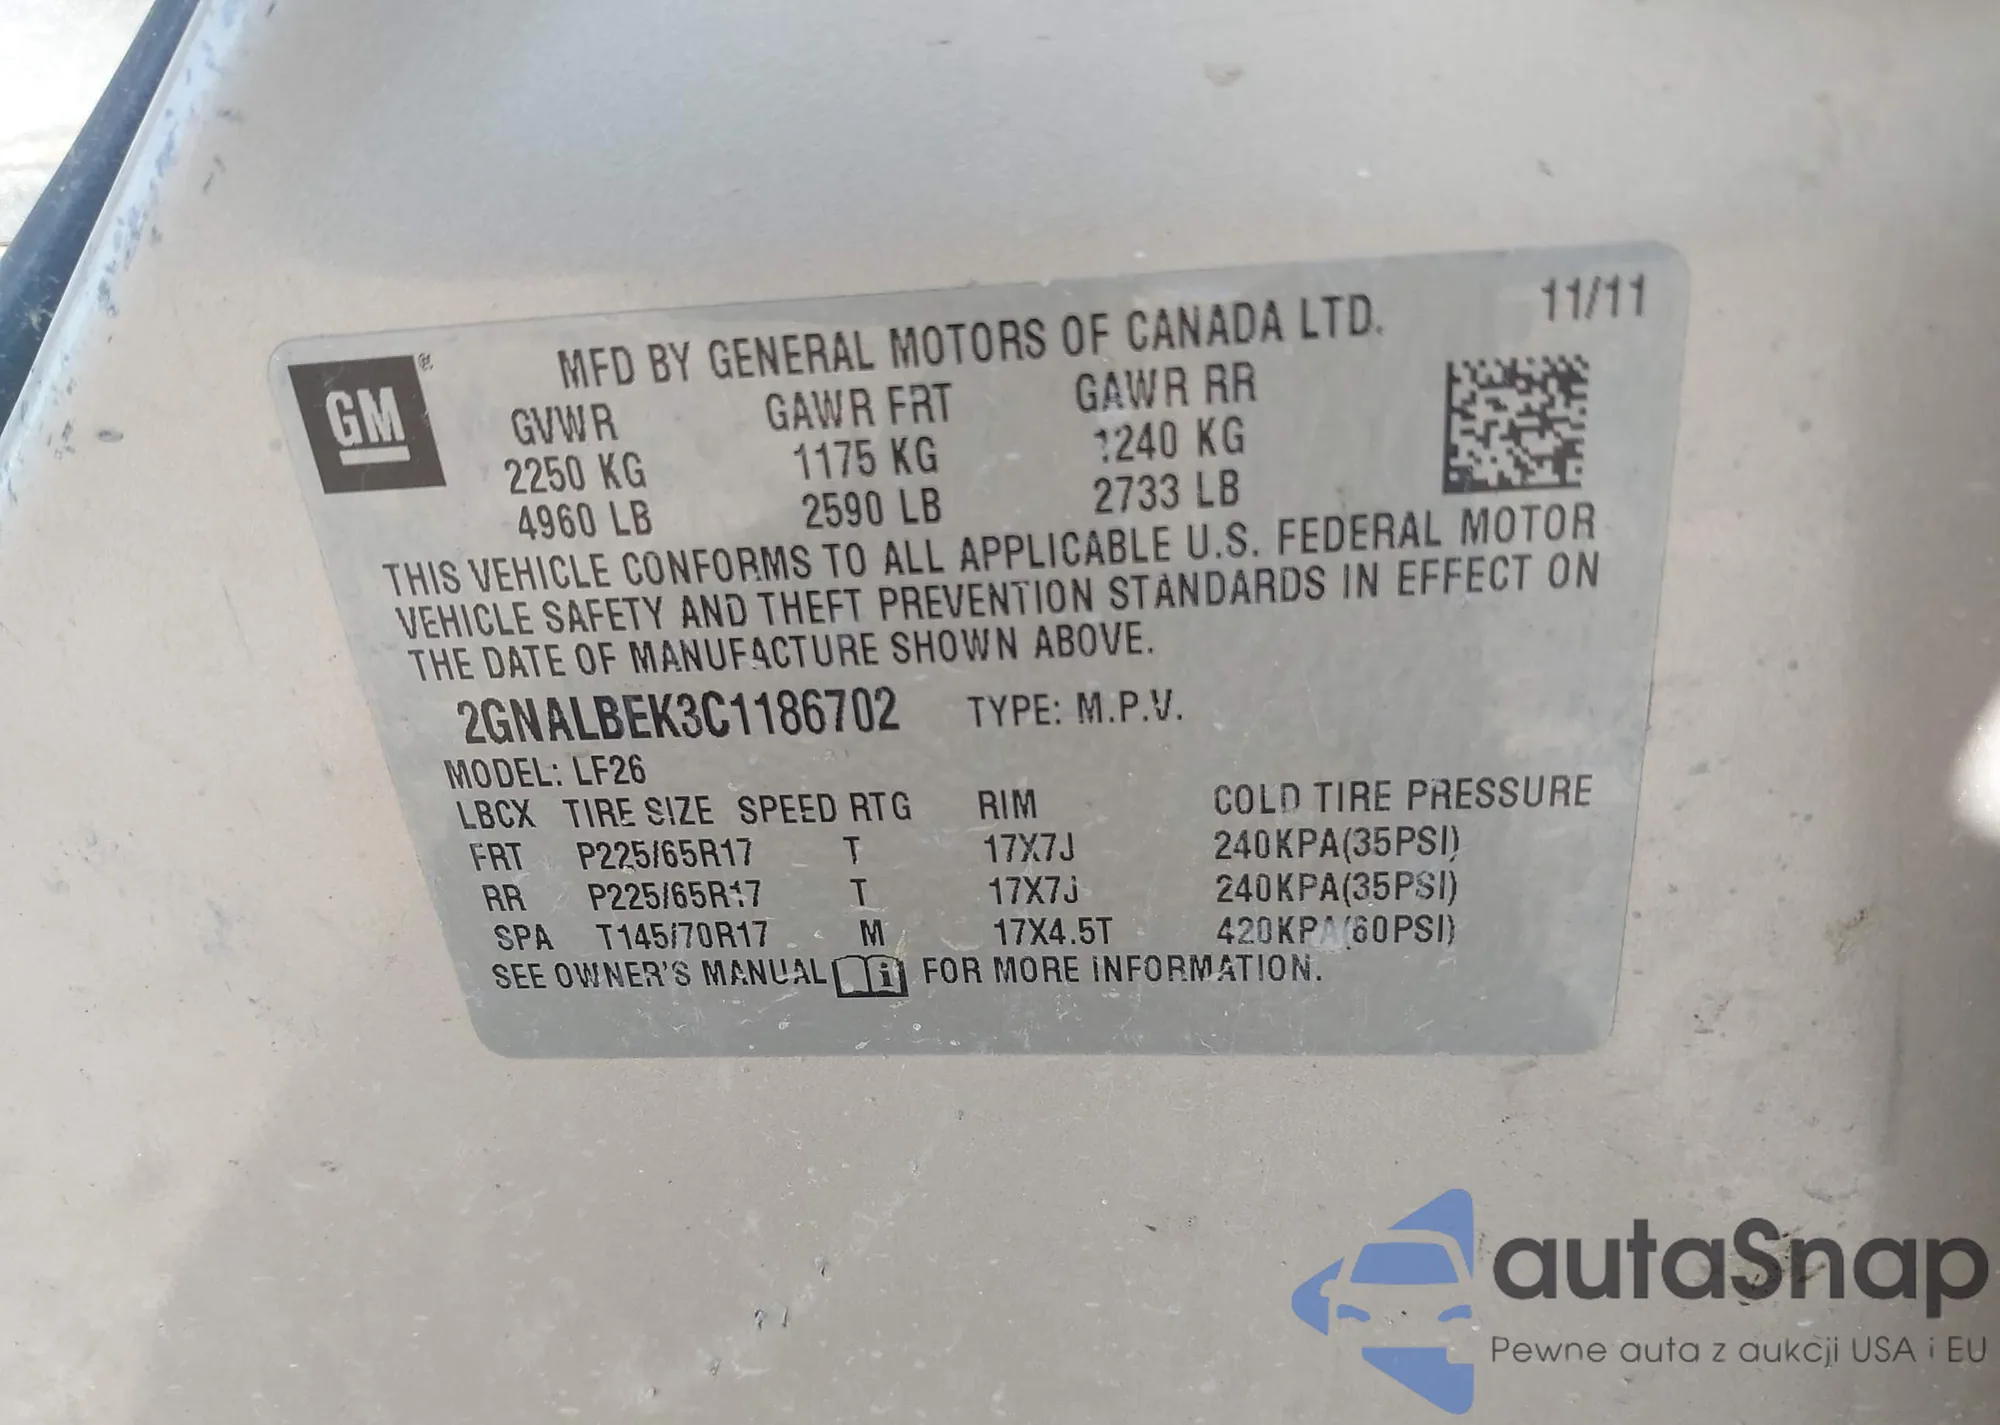 GM ®
MFD BY GENERAL MOTORS OF CANADA LTD. 11/11
GVWR GAWR FRT GAWR RR
2250 KG 1175 KG 1240 KG
4960 LB 2590 LB 2733 LB
THIS VEHICLE CONFORMS TO ALL APPLICABLE U.S. FEDERAL MOTOR
VEHICLE SAFETY AND THEFT PREVENTION STANDARDS IN EFFECT ON
THE DATE OF MANUFACTURE SHOWN ABOVE.
2GNALBEK3C1186702 TYPE: M.P.V.
MODEL: LF26
LBCX TIRE SIZE SPEED RTG RIM COLD TIRE PRESSURE
FRT P225/65R17 T 17X7J 240KPA(35PSI)
RR P225/65R17 T 17X7J 240KPA(35PSI)
SPA T145/70R17 M 17X4.5T 420KPA(60PSI)
SEE OWNER'S MANUAL i FOR MORE INFORMATION.
autaSnap
Pewne auta z aukcji USA i EU